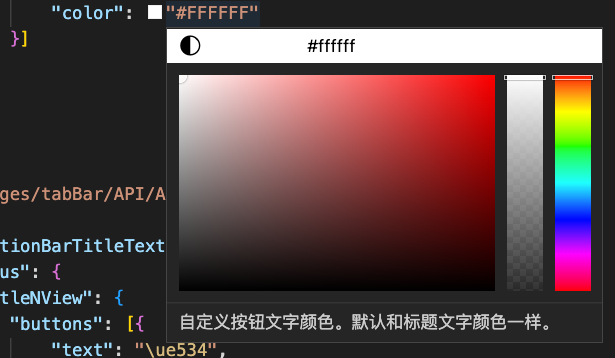 "color": "#FFFFFF"
}]
#ffffff
ges/tabBar/API/A
tionBarTitleText
us": {
tleNView": {
"buttons": [{
"text": "\ue534",
自定义按钮文字颜色。默认和标题文字颜色一样。